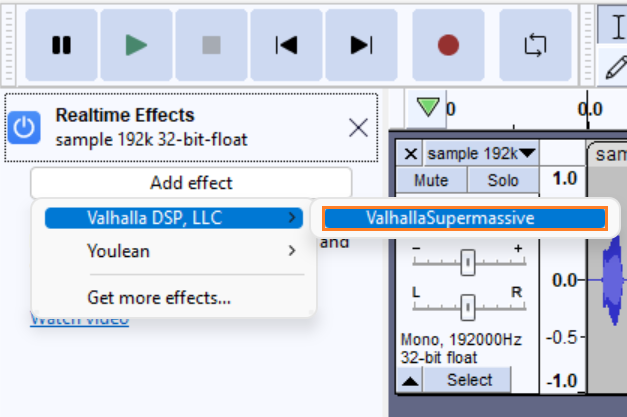 0
0.0
Realtime Effects
sample 192k 32-bit-float
Add effect
Valhalla DSP, LLC
ValhallaSupermassive
Youlean
and
Get more effects...
Watch video
sample 192k
sam
Mute
Solo
1.0
- +
0.0
L R
Mono, 192000Hz
-0.5
32-bit float
Select
-1.0